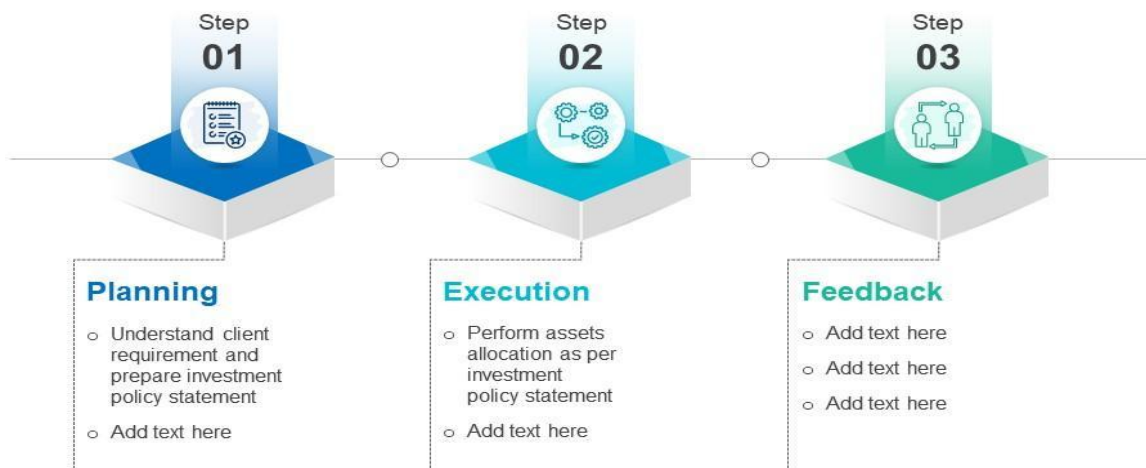 Step
01
Step
02
Step
03
Planning
Understand client
requirement and
prepare investment
policy statement
Add text here
Execution
Perform assets
allocation as per
investment
policy statement
Add text here
Feedback
Add text here
Add text here
Add text here